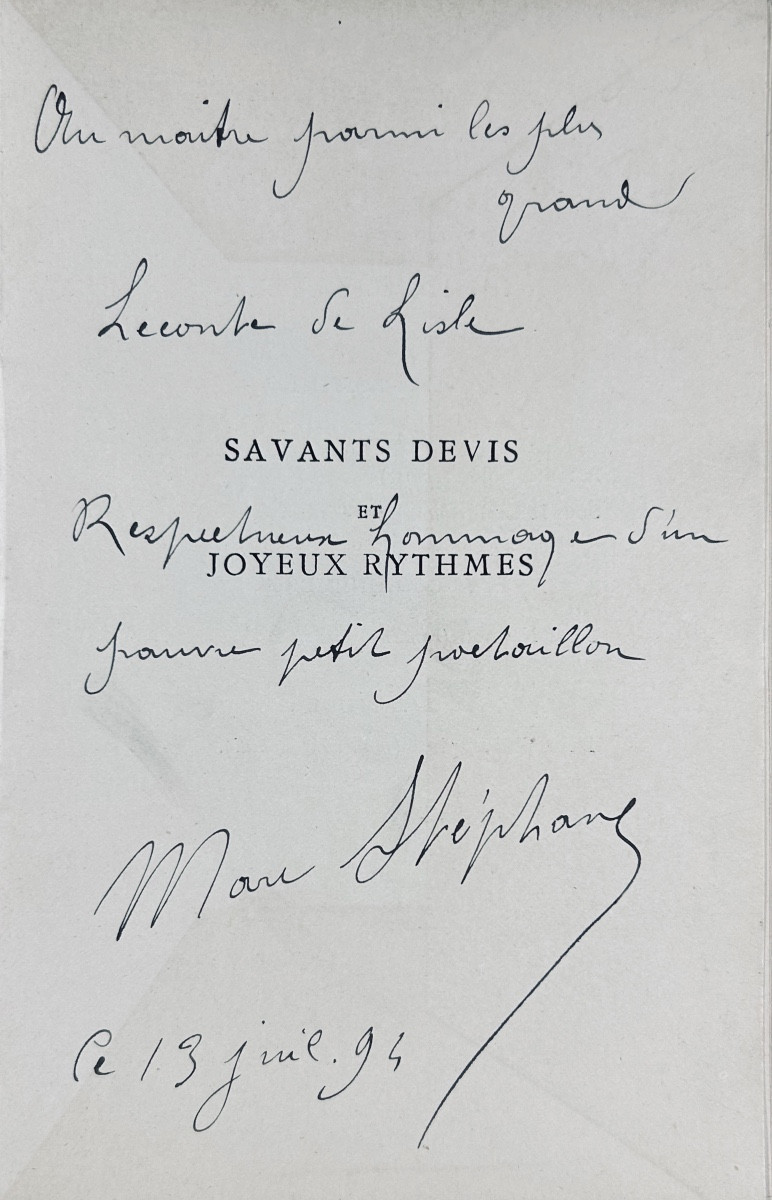 Au maitre parmi les plus
grand
Leconte de Lisle
SAVANTS DEVIS
ET
Respectueux hommage d'un
JOYEUX RYTHMES
pauvre petit poetaillon
Marc Stéphane
Ce 13 juil. 94